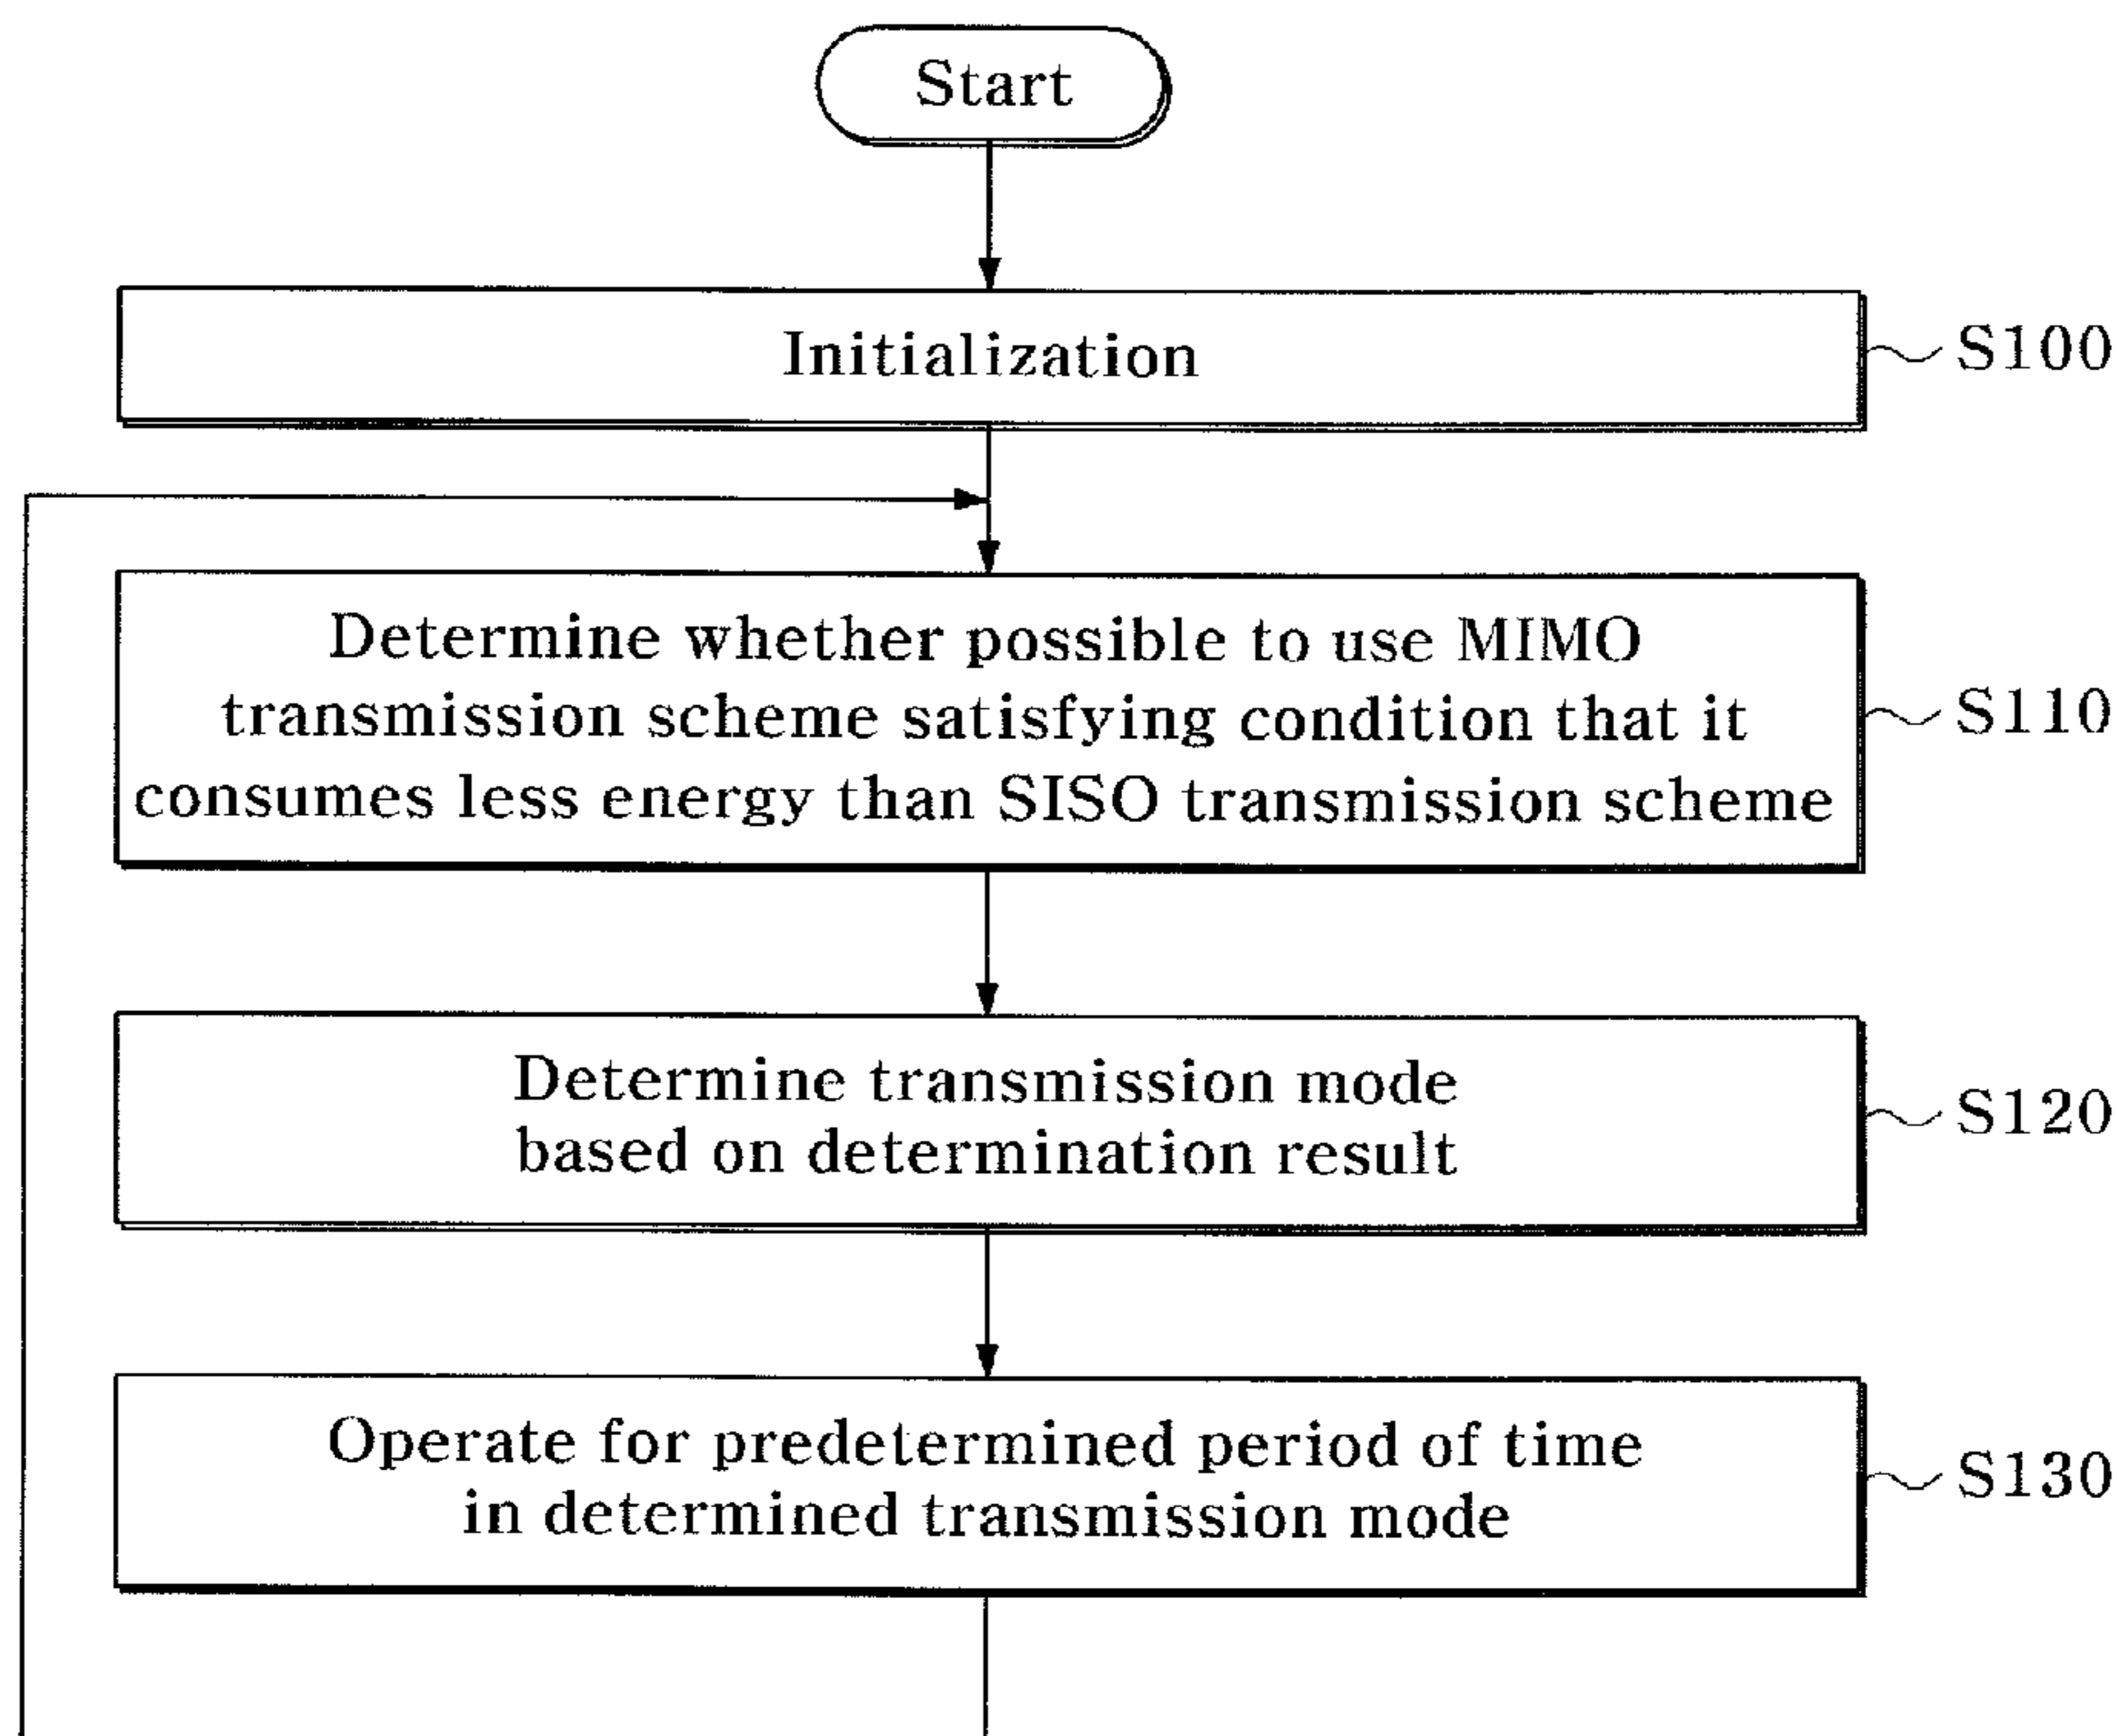 Start
Initialization
S100
Determine whether possible to use MIMO
transmission scheme satisfying condition that it
consumes less energy than SISO transmission scheme
S110
Determine transmission mode
based on determination result
S120
Operate for predetermined period of time
in determined transmission mode
S130